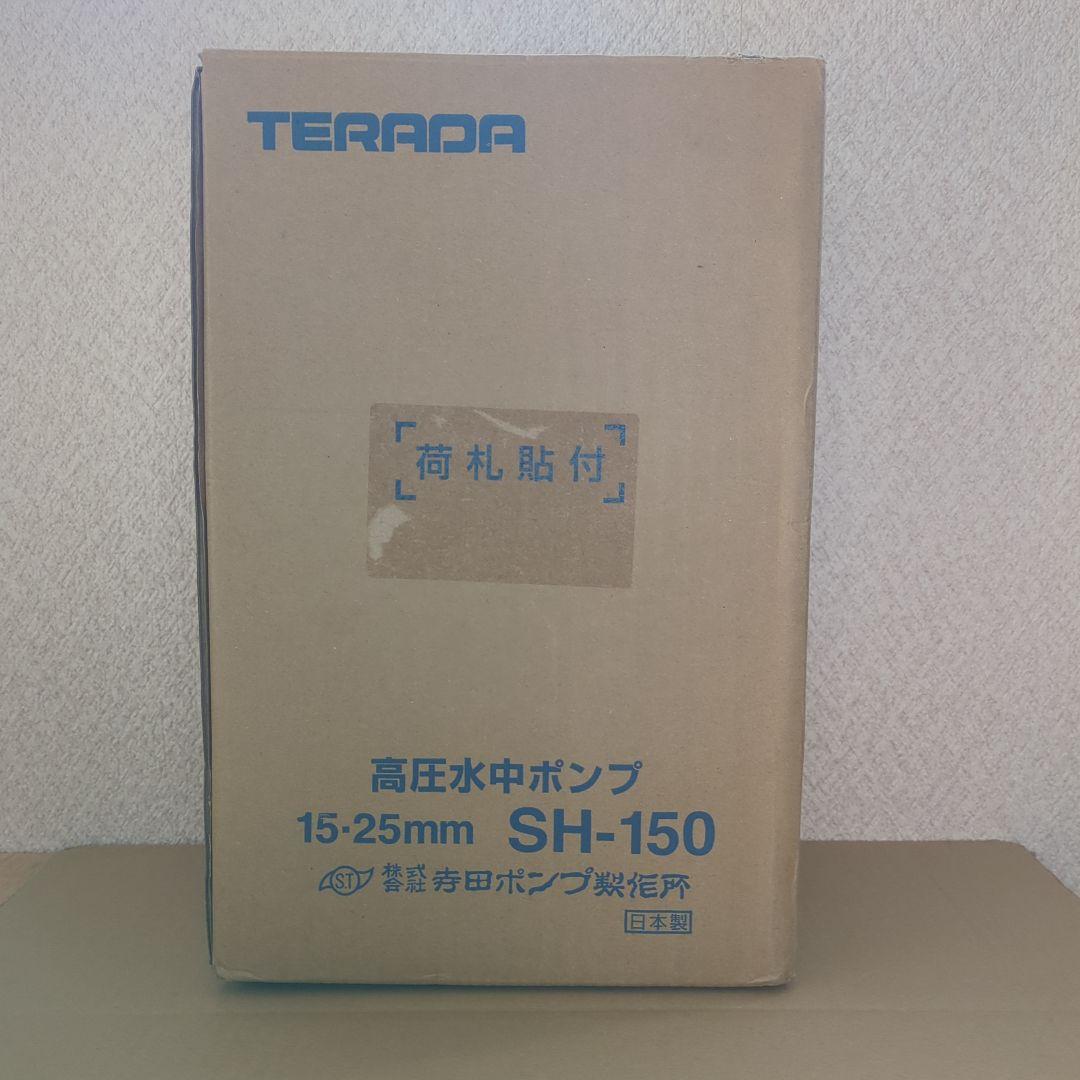 TERADA
荷札貼付
高圧水中ポンプ
15・25mm SH-150
S.T 株式会社 寺田ポンプ製作所
日本製